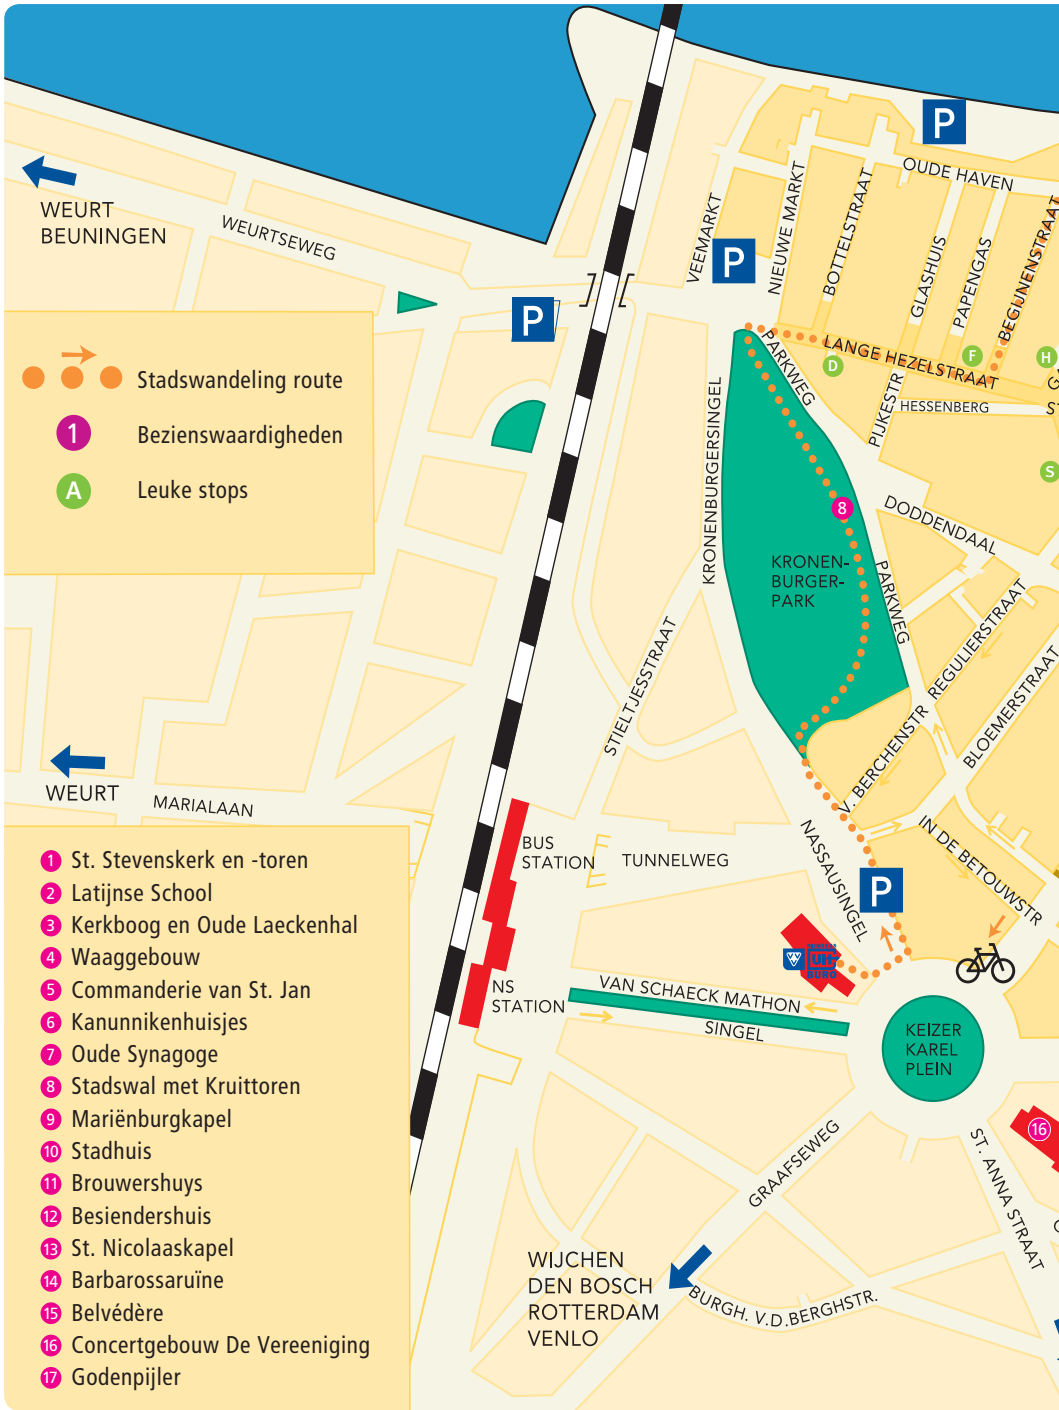 P
OUDE HAVEN
WEURT
BEUNINGEN
WEURTSEWEG
VEEMARKT
NIEUWE MARKT
BOTTELSTRAAT
GLASHUIS
PAPENGAS
BEGIJNENSTRAAT
P
P
LANGE HEZELSTRAAT
D
F
H
PARKWEG
PIJKESTR
HESSENBERG
S
Stadswandeling route
1 Bezienswaardigheden
A Leuke stops
KRONENBURGERSINGEL
8
DODDENDAAL
KRONEN-
BURGER-
PARK
PARKWEG
REGULIERSTRAAT
BLOEMERSTRAAT
STIELTJESSTRAAT
V. BERCHENSTR
WEURT
MARIALAAN
BUS
STATION
TUNNELWEG
NASSAUSINGEL
IN DE BETOUWSTR
P
UIT
BURO
NS
STATION
VAN SCHAECK MATHON
SINGEL
KEIZER
KAREL
PLEIN
16
GRAAFSEWEG
ST. ANNA STRAAT
WIJCHEN
DEN BOSCH
ROTTERDAM
VENLO
BURGH. V.D.BERGHSTR.
1 St. Stevenskerk en -toren
2 Latijnse School
3 Kerkboog en Oude Laeckenhal
4 Waaggebouw
5 Commanderie van St. Jan
6 Kanunnikenhuisjes
7 Oude Synagoge
8 Stadswal met Kruittoren
9 Mariënburgkapel
10 Stadhuis
11 Brouwershuys
12 Besiendershuis
13 St. Nicolaaskapel
14 Barbarossaruïne
15 Belvédère
16 Concertgebouw De Vereeniging
17 Godenpijler